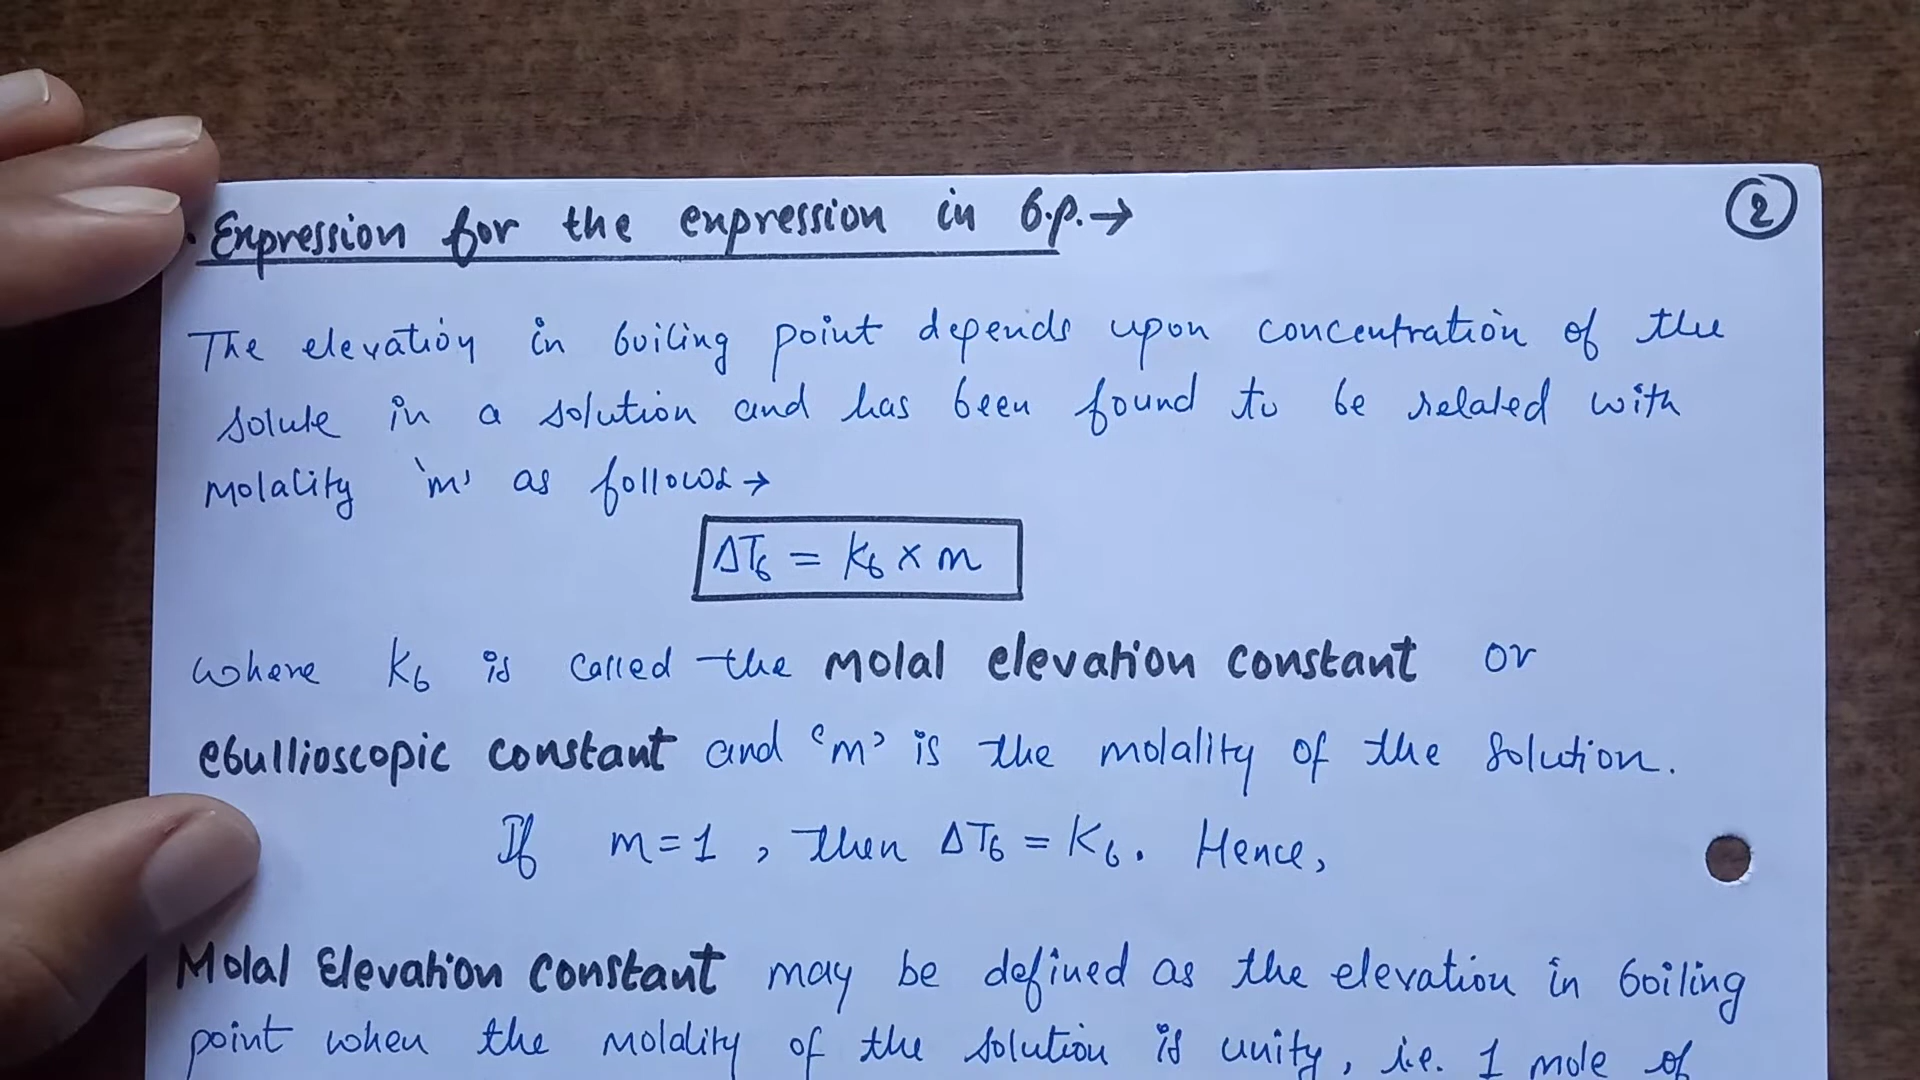 . Expression for the expression in b.p.→
②
The elevation in boiling point depends upon concentration of the
solute in a solution and has been found to be related with
molality 'm' as follows→
ΔTb = Kb × m
where Kb is called the molal elevation constant or
ebullioscopic constant and 'm' is the molality of the solution.
If m=1, then ΔTb = Kb. Hence,
Molal Elevation Constant may be defined as the elevation in boiling
point when the molality of the solution is unity, i.e. 1 mole of